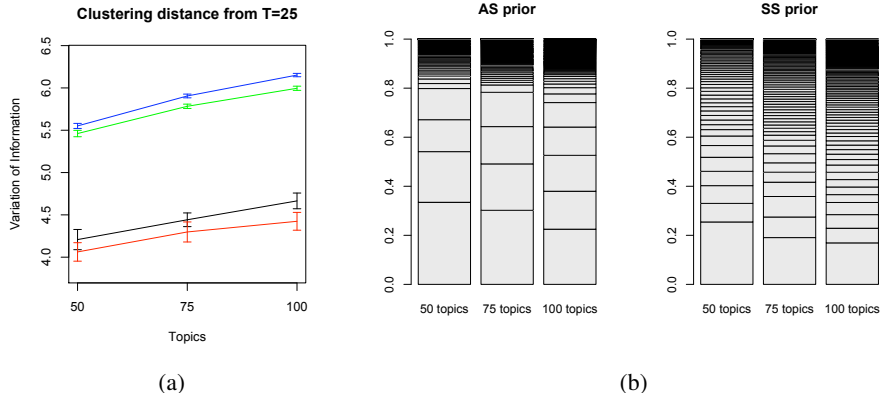 Clustering distance from T=25
Variation of Information
6.5
6.0
5.5
5.0
4.5
4.0
50 75 100
Topics
(a)
AS prior
1.0
0.8
0.6
0.4
0.2
0.0
50 topics 75 topics 100 topics
SS prior
1.0
0.8
0.6
0.4
0.2
0.0
50 topics 75 topics 100 topics
(b)